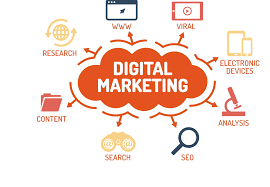 WWW
VIRAL
RESEARCH
DIGITAL
MARKETING
ELECTRONIC
DEVICES
CONTENT
ANALYSIS
SEARCH
SEO